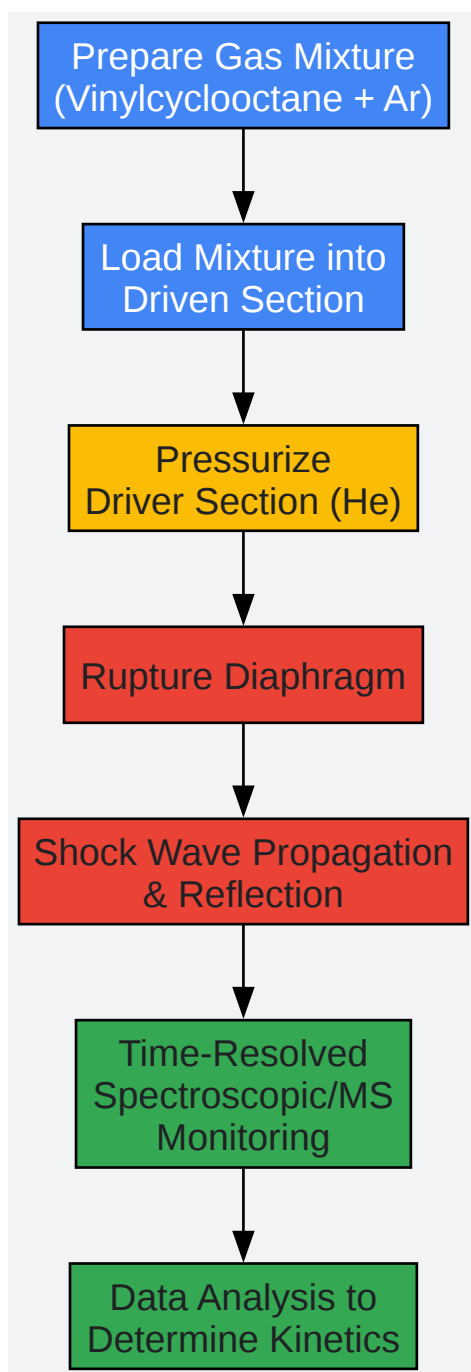 Prepare Gas Mixture
(Vinylcyclooctane + Ar)
Load Mixture into
Driven Section
Pressurize
Driver Section (He)
Rupture Diaphragm
Shock Wave Propagation
& Reflection
Time-Resolved
Spectroscopic/MS
Monitoring
Data Analysis to
Determine Kinetics